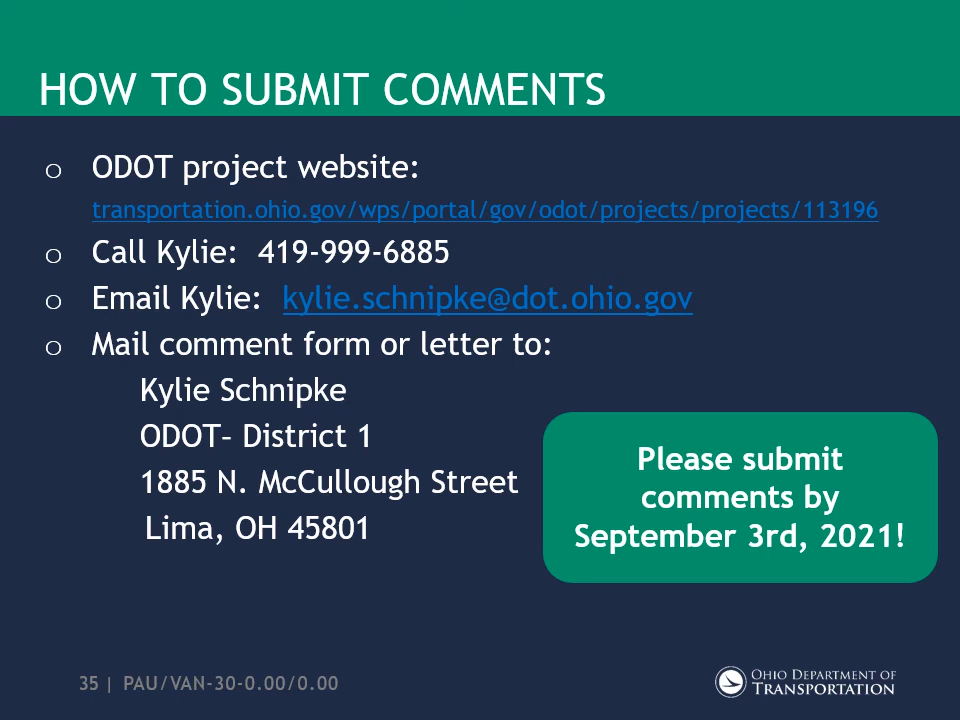 HOW TO SUBMIT COMMENTS
o ODOT project website:
transportation.ohio.gov/wps/portal/gov/odot/projects/projects/113196
o Call Kylie: 419-999-6885
o Email Kylie: kylie.schnipke@dot.ohio.gov
o Mail comment form or letter to:
Kylie Schnipke
ODOT– District 1
1885 N. McCullough Street
Lima, OH 45801
Please submit
comments by
September 3rd, 2021!
35 | PAU/VAN-30-0.00/0.00
OHIO DEPARTMENT OF
TRANSPORTATION